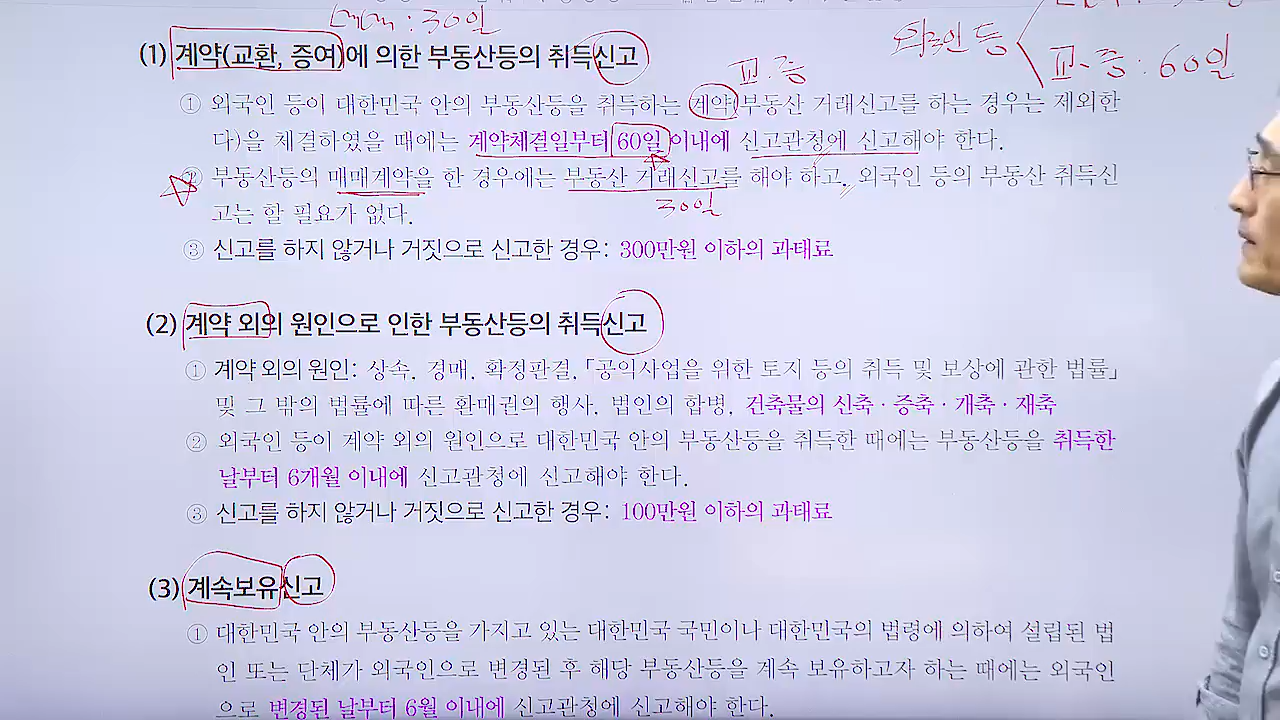 매매 : 30일
외국인 등
교·증 : 60일
(1) 계약(교환, 증여)에 의한 부동산등의 취득신고
교·증
① 외국인 등이 대한민국 안의 부동산등을 취득하는 계약(부동산 거래신고를 하는 경우는 제외한
다)을 체결하였을 때에는 계약체결일부터 60일 이내에 신고관청에 신고해야 한다.
② 부동산등의 매매계약을 한 경우에는 부동산 거래신고를 해야 하고, 외국인 등의 부동산 취득신
30일
고는 할 필요가 없다.
③ 신고를 하지 않거나 거짓으로 신고한 경우: 300만원 이하의 과태료
(2) 계약 외의 원인으로 인한 부동산등의 취득신고
① 계약 외의 원인: 상속, 경매, 확정판결, 「공익사업을 위한 토지 등의 취득 및 보상에 관한 법률」
및 그 밖의 법률에 따른 환매권의 행사, 법인의 합병, 건축물의 신축·증축·개축·재축
② 외국인 등이 계약 외의 원인으로 대한민국 안의 부동산등을 취득한 때에는 부동산등을 취득한
날부터 6개월 이내에 신고관청에 신고해야 한다.
③ 신고를 하지 않거나 거짓으로 신고한 경우: 100만원 이하의 과태료
(3) 계속보유신고
① 대한민국 안의 부동산등을 가지고 있는 대한민국 국민이나 대한민국의 법령에 의하여 설립된 법
인 또는 단체가 외국인으로 변경된 후 해당 부동산등을 계속 보유하고자 하는 때에는 외국인
으로 변경된 날부터 6월 이내에 신고관청에 신고해야 한다.